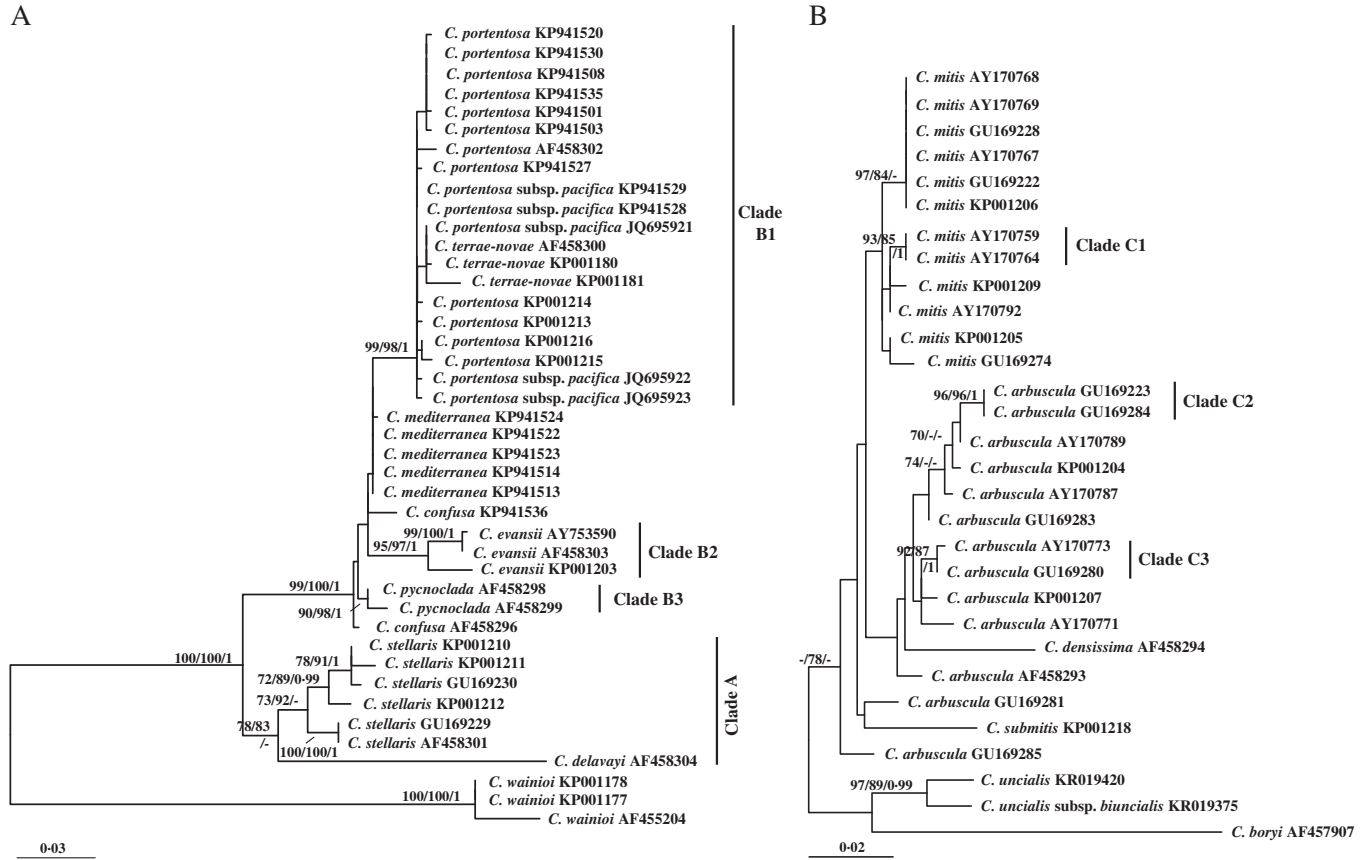 A
C. portentosa KP941520
C. portentosa KP941530
C. portentosa KP941508
C. portentosa KP941535
C. portentosa KP941501
C. portentosa KP941503
C. portentosa AF458302
C. portentosa KP941527
C. portentosa subsp. pacifica KP941529
C. portentosa subsp. pacifica KP941528
C. portentosa subsp. pacifica JQ695921
C. terrae-novae AF458300
C. terrae-novae KP001180
C. terrae-novae KP001181
C. portentosa KP001214
C. portentosa KP001213
C. portentosa KP001216
C. portentosa KP001215
C. portentosa subsp. pacifica JQ695922
C. portentosa subsp. pacifica JQ695923
Clade
B1
99/98/1
C. mediterranea KP941524
C. mediterranea KP941522
C. mediterranea KP941523
C. mediterranea KP941514
C. mediterranea KP941513
C. confusa KP941536
99/100/1
95/97/1
C. evansii AY753590
C. evansii AF458303
C. evansii KP001203
Clade B2
99/100/1
90/98/1
C. pycnoclada AF458298
C. pycnoclada AF458299
Clade B3
C. confusa AF458296
100/100/1
78/91/1
72/89/0·99
73/92/-
78/83
/-
100/100/1
C. stellaris KP001210
C. stellaris KP001211
C. stellaris GU169230
C. stellaris KP001212
C. stellaris GU169229
C. stellaris AF458301
C. delavayi AF458304
Clade A
100/100/1
C. wainioi KP001178
C. wainioi KP001177
C. wainioi AF455204
0·03
B
C. mitis AY170768
C. mitis AY170769
C. mitis GU169228
C. mitis AY170767
C. mitis GU169222
C. mitis KP001206
97/84/-
93/85
/1
C. mitis AY170759
C. mitis AY170764
Clade C1
C. mitis KP001209
C. mitis AY170792
C. mitis KP001205
C. mitis GU169274
96/96/1
C. arbuscula GU169223
C. arbuscula GU169284
Clade C2
70/-/-
74/-/-
C. arbuscula AY170789
C. arbuscula KP001204
C. arbuscula AY170787
C. arbuscula GU169283
92/87
/1
C. arbuscula AY170773
C. arbuscula GU169280
Clade C3
C. arbuscula KP001207
C. arbuscula AY170771
C. densissima AF458294
-/78/-
C. arbuscula AF458293
C. arbuscula GU169281
C. submitis KP001218
C. arbuscula GU169285
97/89/0·99
C. uncialis KR019420
C. uncialis subsp. biuncialis KR019375
C. boryi AF457907
0·02